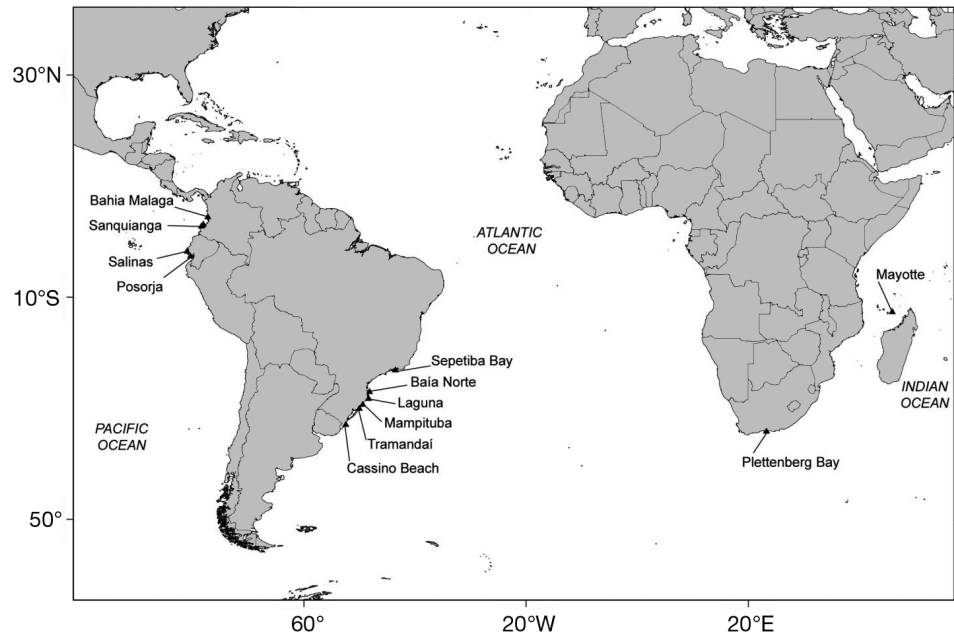 30°N
Bahia Malaga
Sanquianga
ATLANTIC
OCEAN
Salinas
Posorja
Mayotte
10°S
Sepetiba Bay
Baía Norte
Laguna
INDIAN
OCEAN
Mampituba
PACIFIC
OCEAN
Tramandaí
Cassino Beach
Plettenberg Bay
50°
60°
20°W
20°E